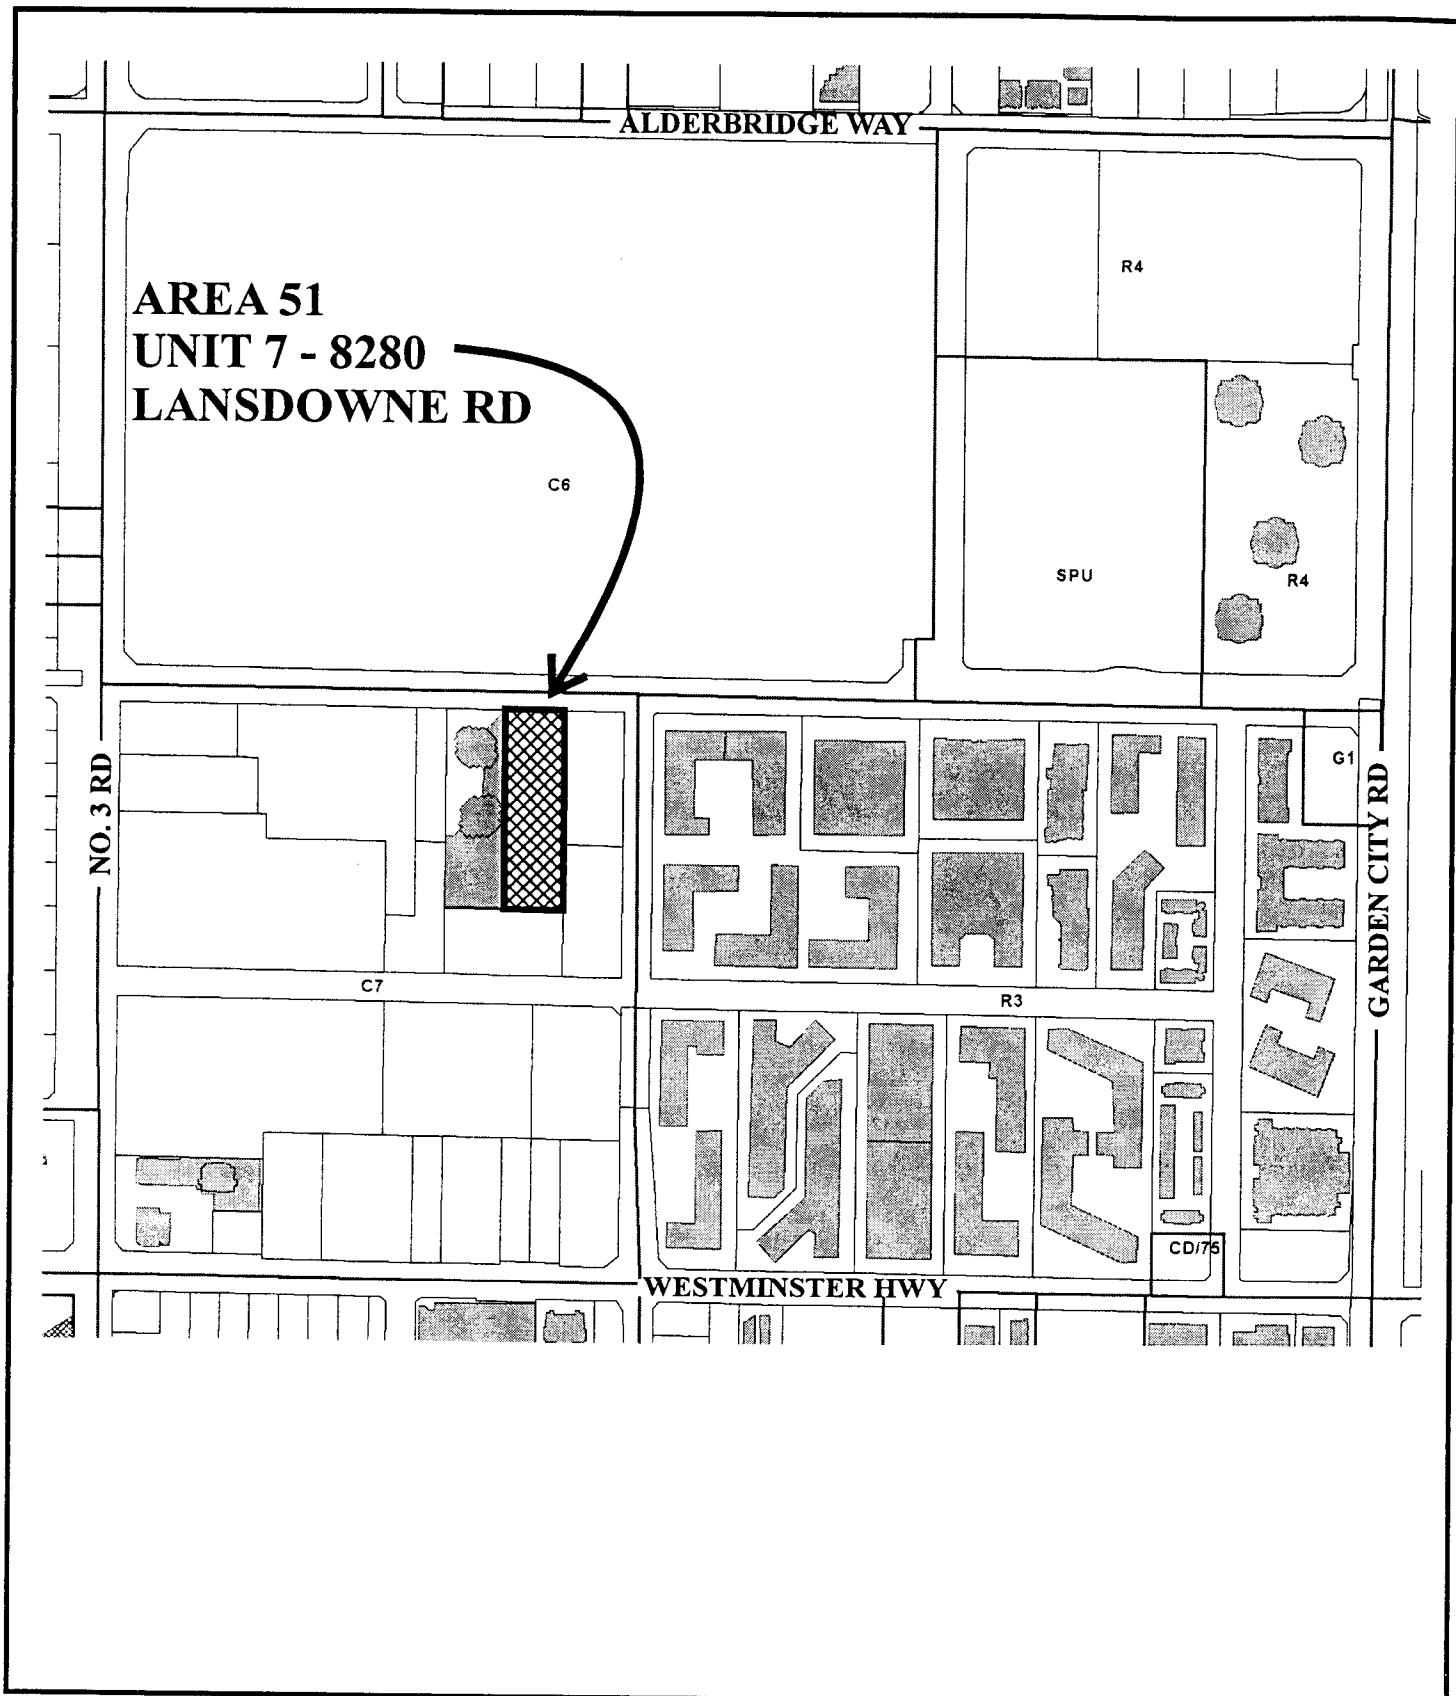 ALDERBRIDGE WAY
R4
AREA 51
UNIT 7 - 8280
LANSDOWNE RD
C6
SPU
R4
G1
NO. 3 RD
GARDEN CITY RD
C7
R3
CD/75
WESTMINSTER HWY